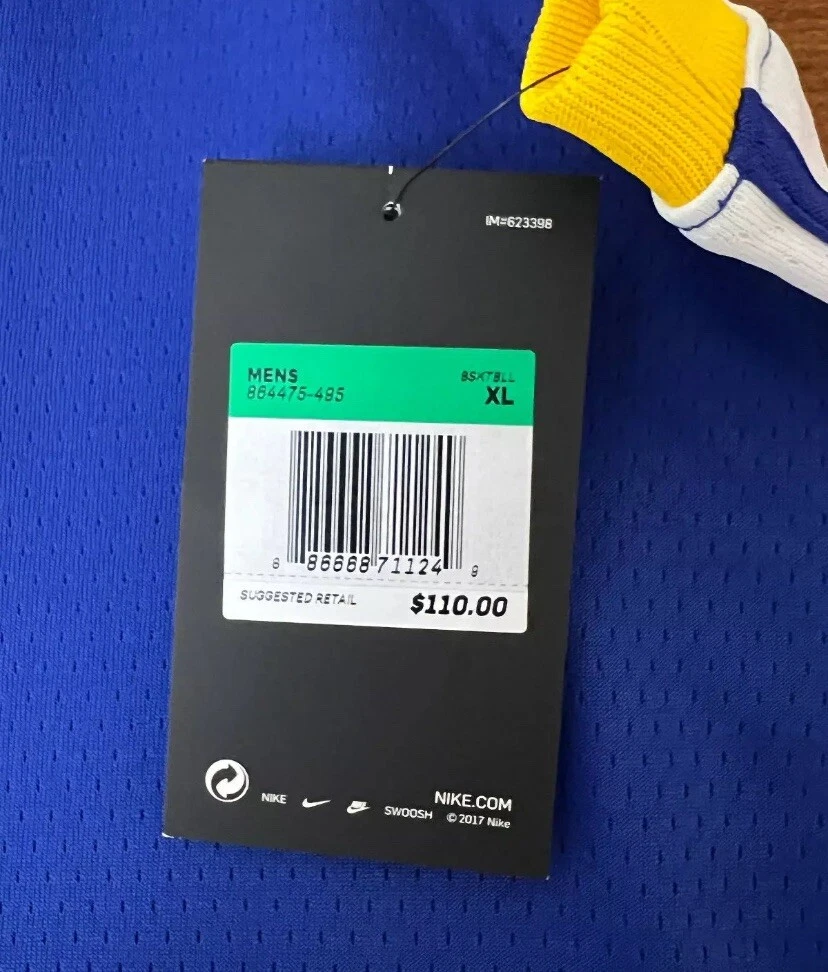 IM=623398
MENS BSKTBLL
864475-495 XL
8 86668 71124 9
SUGGESTED RETAIL $110.00
NIKE SWOOSH NIKE.COM
© 2017 Nike